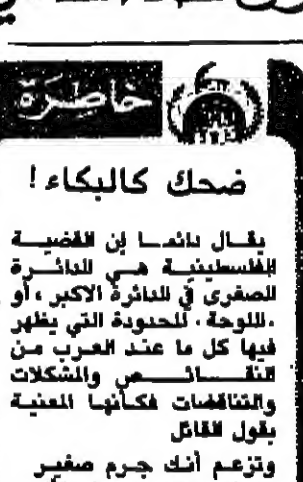 خاطرة
ضحك كالبكاء!
يقال دائما إن القضية
الفلسطينية هي الدائرة
الصغرى في الدائرة الاكبر، أو
«اللوحة» المحدودة التي يظهر
فيها كل ما عند العرب من
النقائص والمشكلات
والتناقضات فكأنها المعنية
بقول القائل
وتزعم أنك جرم صغير